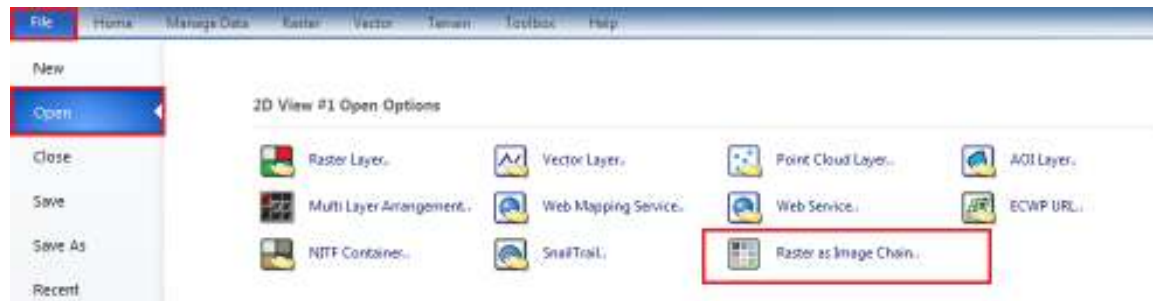 File Home Manage Data Raster Vector Terrain Toolbox Help
New
Open
Close
Save
Save As
Recent
2D View #1 Open Options
Raster Layer.. Vector Layer.. Point Cloud Layer.. AOI Layer..
Multi Layer Arrangement.. Web Mapping Service.. Web Service.. ECWP URL..
NITF Container.. SnailTrail.. Raster as Image Chain..